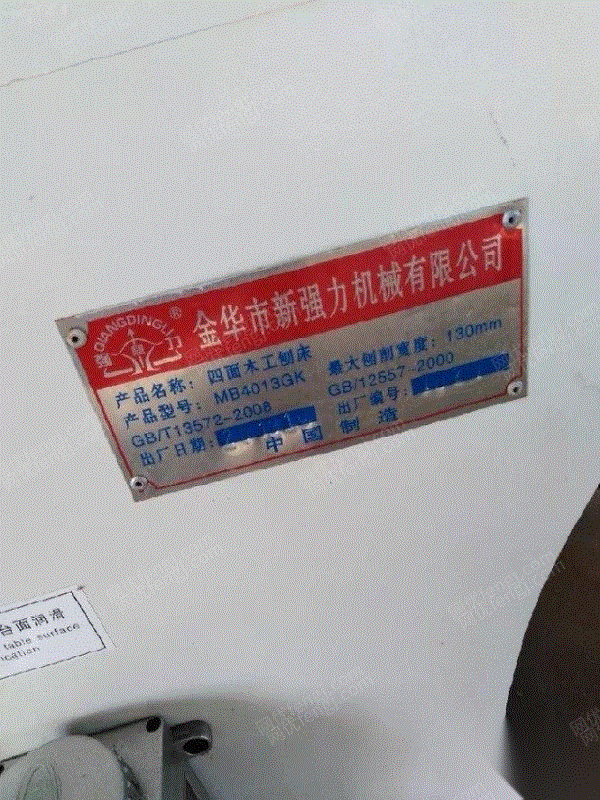 QIANGDINGLI ®
金华市新强力机械有限公司
产品名称: 四面木工刨床
最大刨削宽度: 130mm
产品型号: MB4013GK
GB/T13572-2008
GB/12557-2000
出厂日期:
出厂编号:
中国制造
台面润滑
table surface